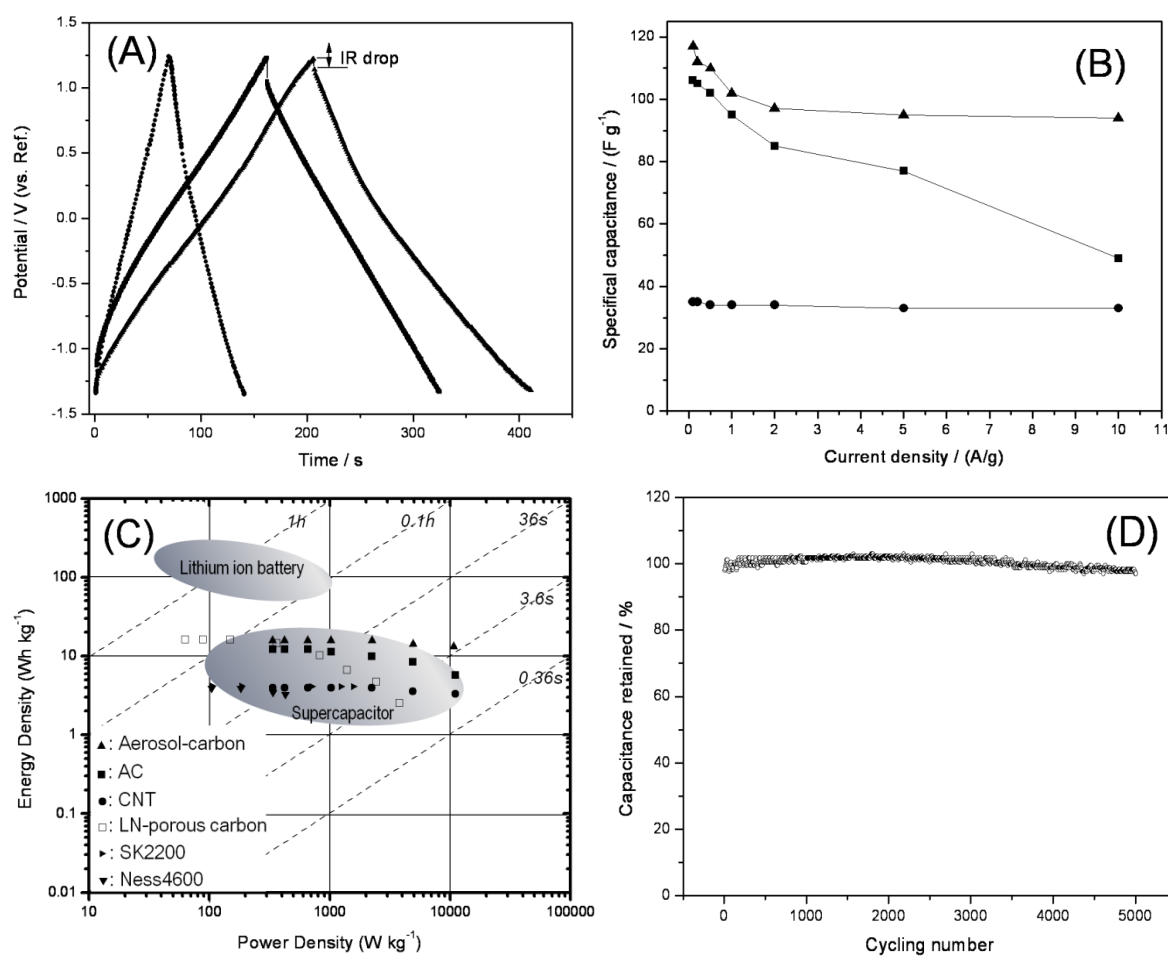 (A)
1.5
1.0
0.5
0.0
-0.5
-1.0
-1.5
Potential / V (vs. Ref.)
IR drop
0
100
200
300
400
Time / s
(B)
120
100
80
60
40
20
0
Specifical capacitance / (F g-1)
0
1
2
3
4
5
6
7
8
9
10
11
Current density / (A/g)
(C)
1000
100
10
1
0.1
0.01
Energy Density (Wh kg-1)
1h
0.1h
36s
3.6s
0.36s
Lithium ion battery
Supercapacitor
▲: Aerosol-carbon
■: AC
●: CNT
□: LN-porous carbon
►: SK2200
▼: Ness4600
10
100
1000
10000
100000
Power Density (W kg-1)
(D)
120
100
80
60
40
20
0
Capacitance retained / %
0
1000
2000
3000
4000
5000
Cycling number